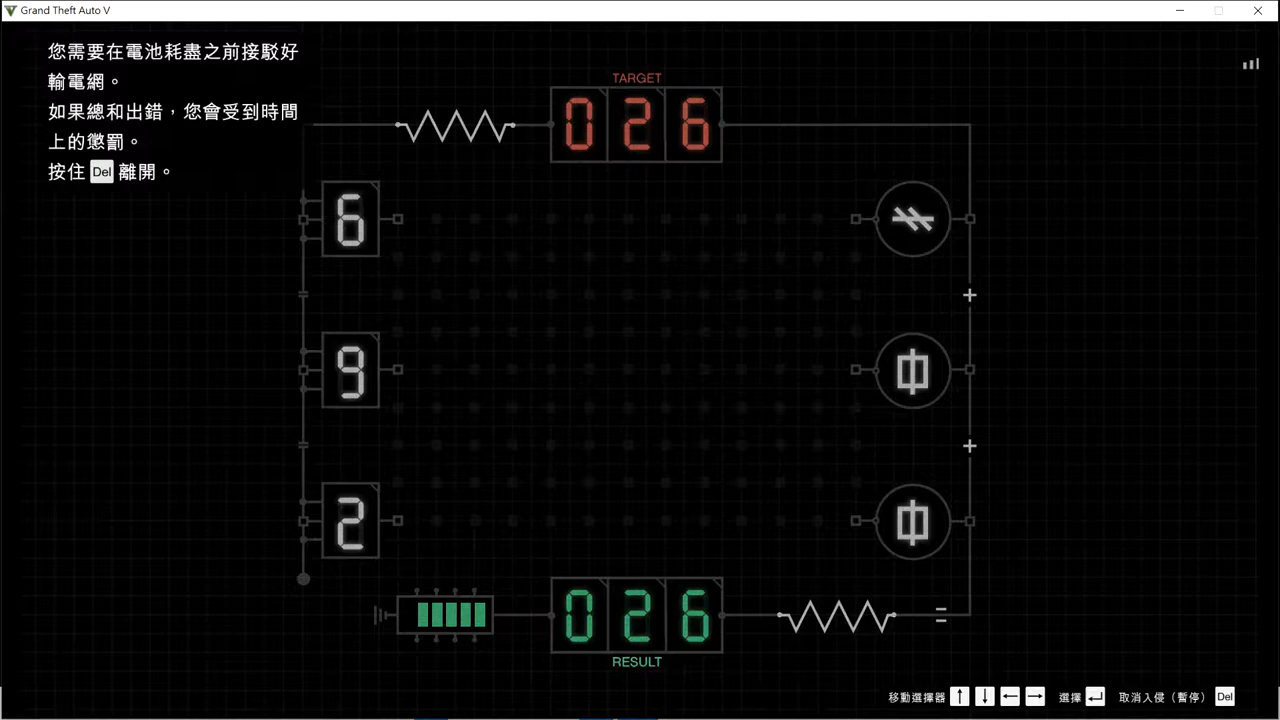 Grand Theft Auto V
您需要在電池耗盡之前接駁好
輸電網。
如果總和出錯，您會受到時間
上的懲罰。
按住 Del 離開。
TARGET
026
6
9
2
+
+
=
026
RESULT
移動選擇器 ↑ ↓ ← → 選擇 ↵ 取消入侵（暫停） Del